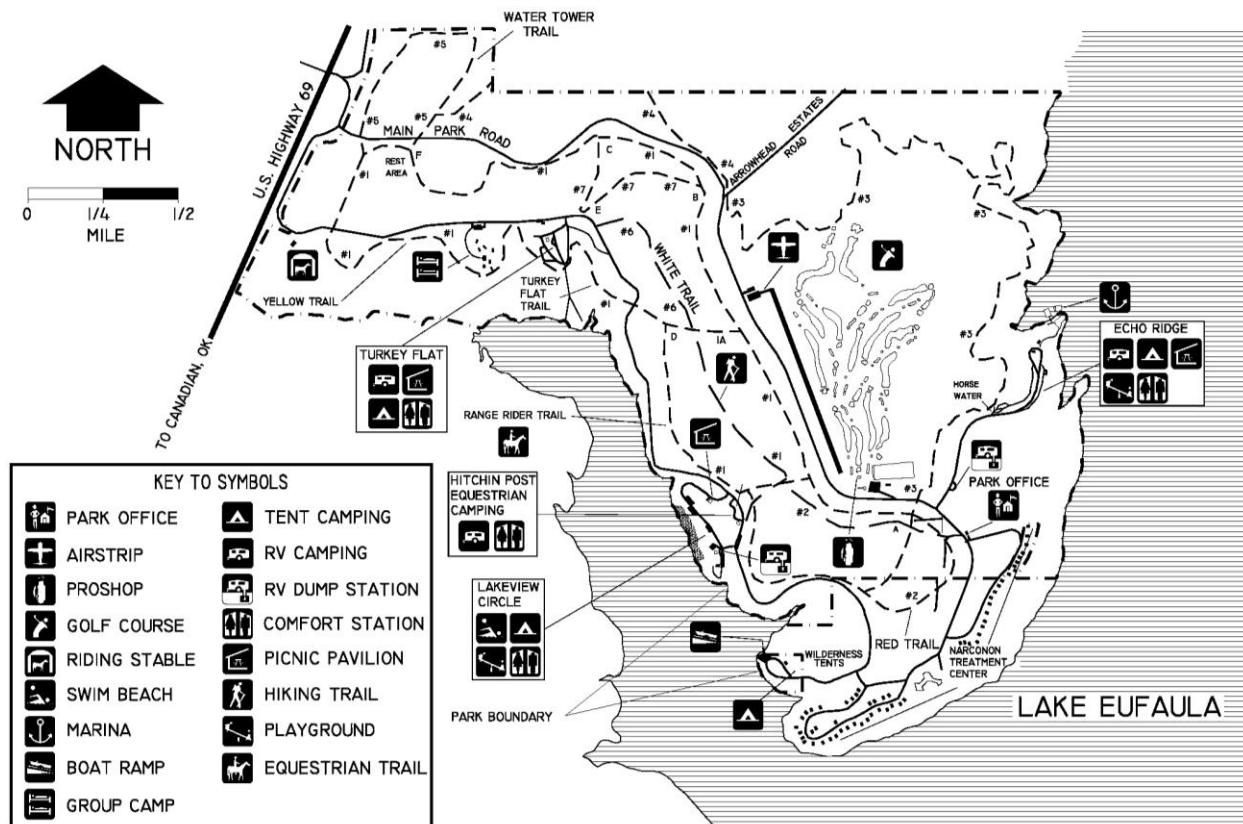 WATER TOWER
TRAIL
NORTH
0 1/4 1/2
MILE
U.S. HIGHWAY 69
TO CANADIAN, OK
#5
#5
#5
#4
MAIN PARK ROAD
REST
AREA
F
#1
#1
#4
#4
ARROWHEAD ESTATES
ROAD
C
#1
#7
#7
#7
B
E
#1
#3
#3
#3
#3
#1
#1
#6
WHITE TRAIL
YELLOW TRAIL
TURKEY
FLAT
TRAIL
#1
#6
D
1A
#1
TURKEY FLAT
RANGE RIDER TRAIL
ECHO RIDGE
HORSE
WATER
PARK OFFICE
HITCHIN POST
EQUESTRIAN
CAMPING
#1
#1
#2
#3
A
#2
LAKEVIEW
CIRCLE
WILDERNESS
TENTS
RED TRAIL
NARCONON
TREATMENT
CENTER
PARK BOUNDARY
LAKE EUFAULA
KEY TO SYMBOLS
PARK OFFICE
AIRSTRIP
PROSHOP
GOLF COURSE
RIDING STABLE
SWIM BEACH
MARINA
BOAT RAMP
GROUP CAMP
TENT CAMPING
RV CAMPING
RV DUMP STATION
COMFORT STATION
PICNIC PAVILION
HIKING TRAIL
PLAYGROUND
EQUESTRIAN TRAIL